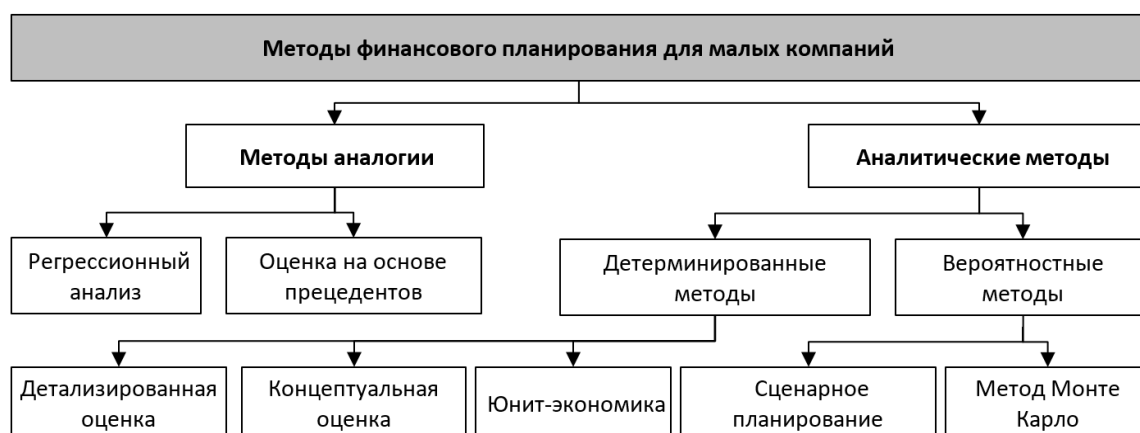 Методы финансового планирования для малых компаний
Методы аналогии
Аналитические методы
Регрессионный
анализ
Оценка на основе
прецедентов
Детерминированные
методы
Вероятностные
методы
Детализированная
оценка
Концептуальная
оценка
Юнит-экономика
Сценарное
планирование
Метод Монте
Карло